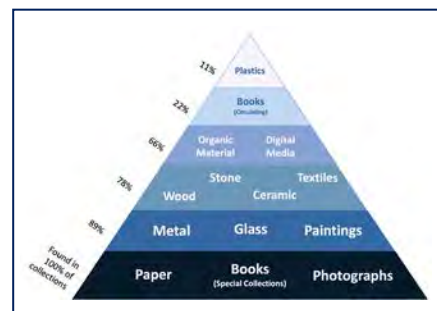 11%
Plastics
22%
Books
(Circulating)
66%
Organic
Material
Digital
Media
78%
Stone
Textiles
Wood
Ceramic
89%
Metal
Glass
Paintings
Found in
100% of
collections
Paper
Books
(Special Collections)
Photographs